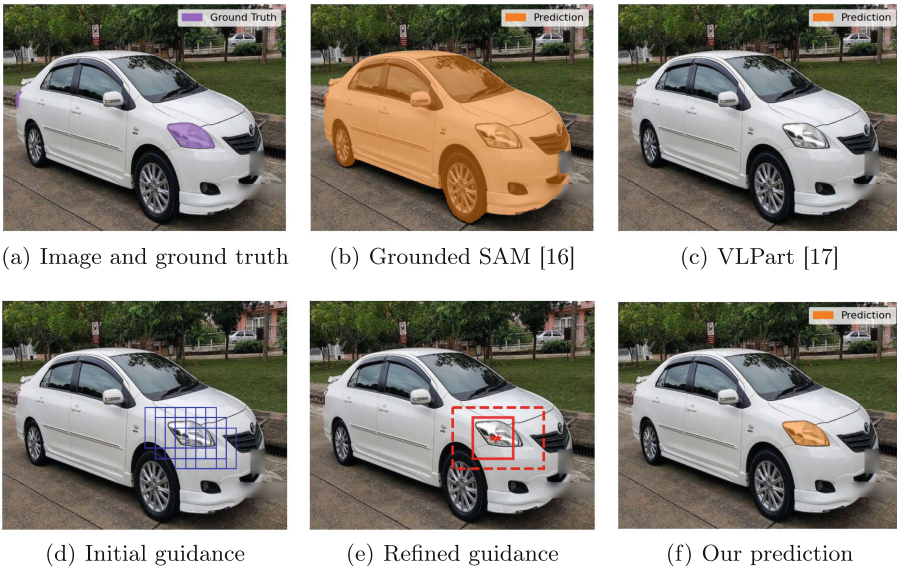 Ground Truth
Prediction
Prediction
(a) Image and ground truth
(b) Grounded SAM [16]
(c) VLPart [17]
Prediction
(d) Initial guidance
(e) Refined guidance
(f) Our prediction